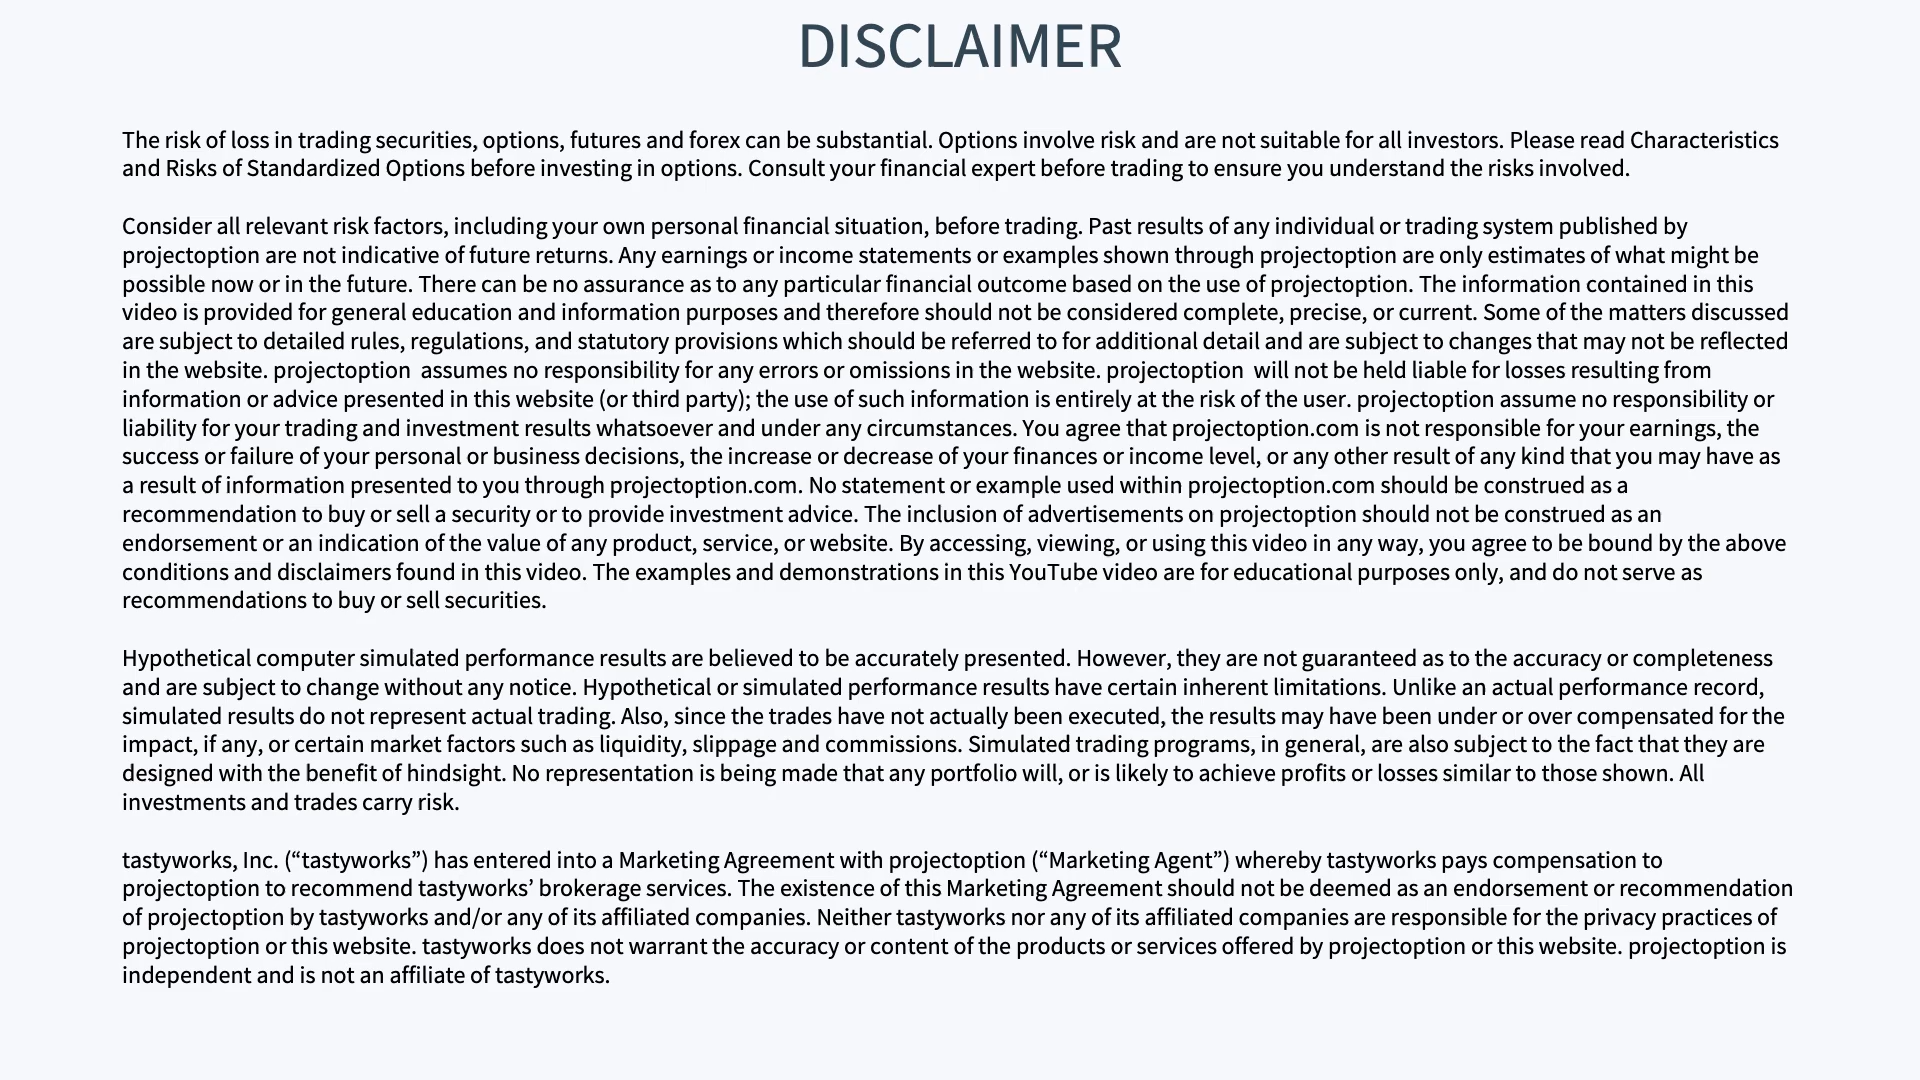 DISCLAIMER
The risk of loss in trading securities, options, futures and forex can be substantial. Options involve risk and are not suitable for all investors. Please read Characteristics
and Risks of Standardized Options before investing in options. Consult your financial expert before trading to ensure you understand the risks involved.
Consider all relevant risk factors, including your own personal financial situation, before trading. Past results of any individual or trading system published by
projectoption are not indicative of future returns. Any earnings or income statements or examples shown through projectoption are only estimates of what might be
possible now or in the future. There can be no assurance as to any particular financial outcome based on the use of projectoption. The information contained in this
video is provided for general education and information purposes and therefore should not be considered complete, precise, or current. Some of the matters discussed
are subject to detailed rules, regulations, and statutory provisions which should be referred to for additional detail and are subject to changes that may not be reflected
in the website. projectoption  assumes no responsibility for any errors or omissions in the website. projectoption  will not be held liable for losses resulting from
information or advice presented in this website (or third party); the use of such information is entirely at the risk of the user. projectoption assume no responsibility or
liability for your trading and investment results whatsoever and under any circumstances. You agree that projectoption.com is not responsible for your earnings, the
success or failure of your personal or business decisions, the increase or decrease of your finances or income level, or any other result of any kind that you may have as
a result of information presented to you through projectoption.com. No statement or example used within projectoption.com should be construed as a
recommendation to buy or sell a security or to provide investment advice. The inclusion of advertisements on projectoption should not be construed as an
endorsement or an indication of the value of any product, service, or website. By accessing, viewing, or using this video in any way, you agree to be bound by the above
conditions and disclaimers found in this video. The examples and demonstrations in this YouTube video are for educational purposes only, and do not serve as
recommendations to buy or sell securities.
Hypothetical computer simulated performance results are believed to be accurately presented. However, they are not guaranteed as to the accuracy or completeness
and are subject to change without any notice. Hypothetical or simulated performance results have certain inherent limitations. Unlike an actual performance record,
simulated results do not represent actual trading. Also, since the trades have not actually been executed, the results may have been under or over compensated for the
impact, if any, or certain market factors such as liquidity, slippage and commissions. Simulated trading programs, in general, are also subject to the fact that they are
designed with the benefit of hindsight. No representation is being made that any portfolio will, or is likely to achieve profits or losses similar to those shown. All
investments and trades carry risk.
tastyworks, Inc. (“tastyworks”) has entered into a Marketing Agreement with projectoption (“Marketing Agent”) whereby tastyworks pays compensation to
projectoption to recommend tastyworks’ brokerage services. The existence of this Marketing Agreement should not be deemed as an endorsement or recommendation
of projectoption by tastyworks and/or any of its affiliated companies. Neither tastyworks nor any of its affiliated companies are responsible for the privacy practices of
projectoption or this website. tastyworks does not warrant the accuracy or content of the products or services offered by projectoption or this website. projectoption is
independent and is not an affiliate of tastyworks.